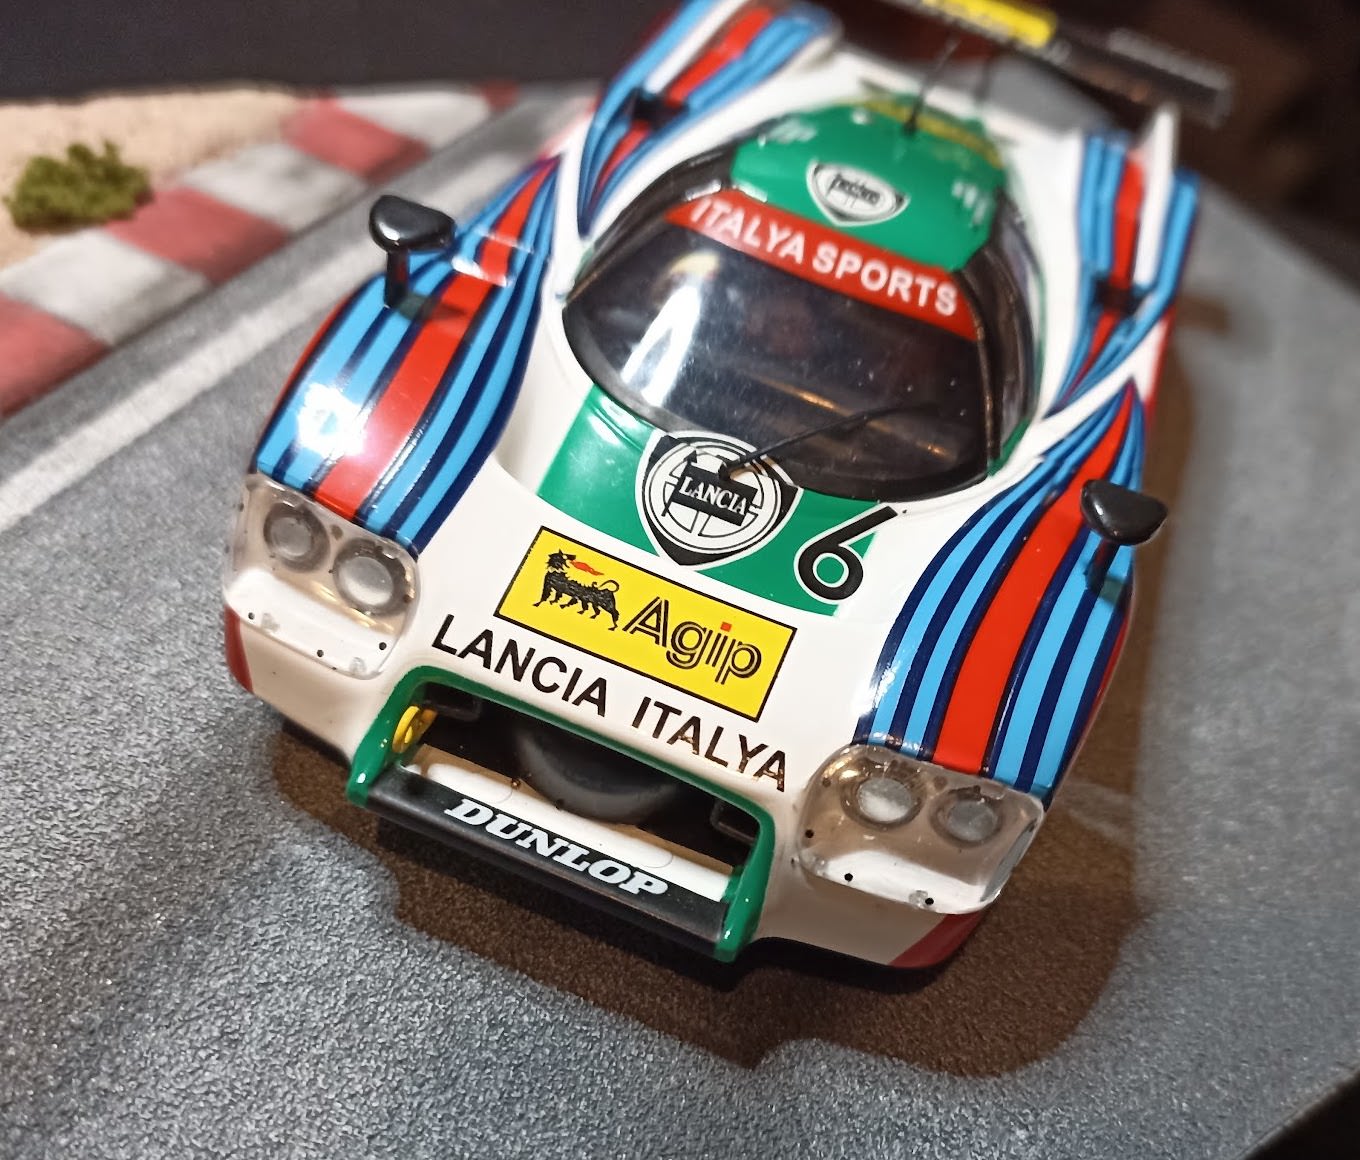 ITALYA SPORTS
LANCIA
6
Agip
LANCIA ITALYA
DUNLOP